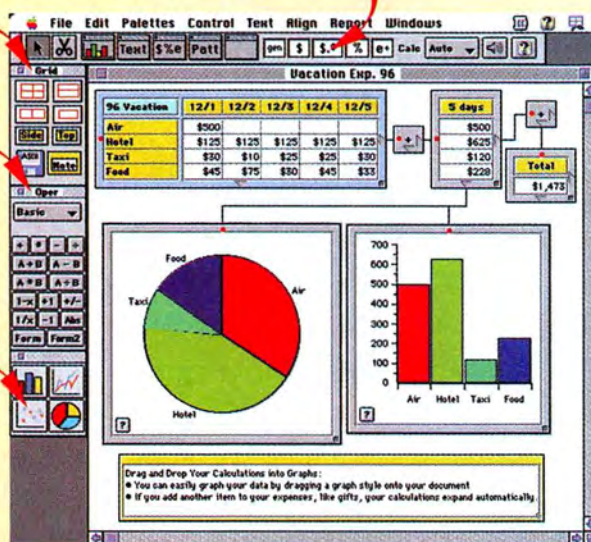 File Edit Palettes Control Text Align Report Windows
Text $%e Patt gen $ $.0 % e+ Calc Auto
Grid
Vacation Exp. 96
Side Top
Mate
Oper
Basic
+ * - ÷
A+B A-B
A*B A÷B
1-x +1 +/-
1/x -1 Abs
Form Form2
96 Vacation 12/1 12/2 12/3 12/4 12/5
Air $500
Hotel $125 $125 $125 $125 $125
Taxi $30 $10 $25 $25 $30
Food $45 $75 $30 $45 $33
+
5 days
$500
$625
$120
$228
+
Total
$1,473
Food
Air
Taxi
Hotel
?
700
600
500
400
300
200
100
0
Air Hotel Taxi Food
?
Drag and Drop Your Calculations into Graphs:
● You can easily graph your data by dragging a graph style onto your document
● If you add another item to your expenses, like gifts, your calculations expand automatically.